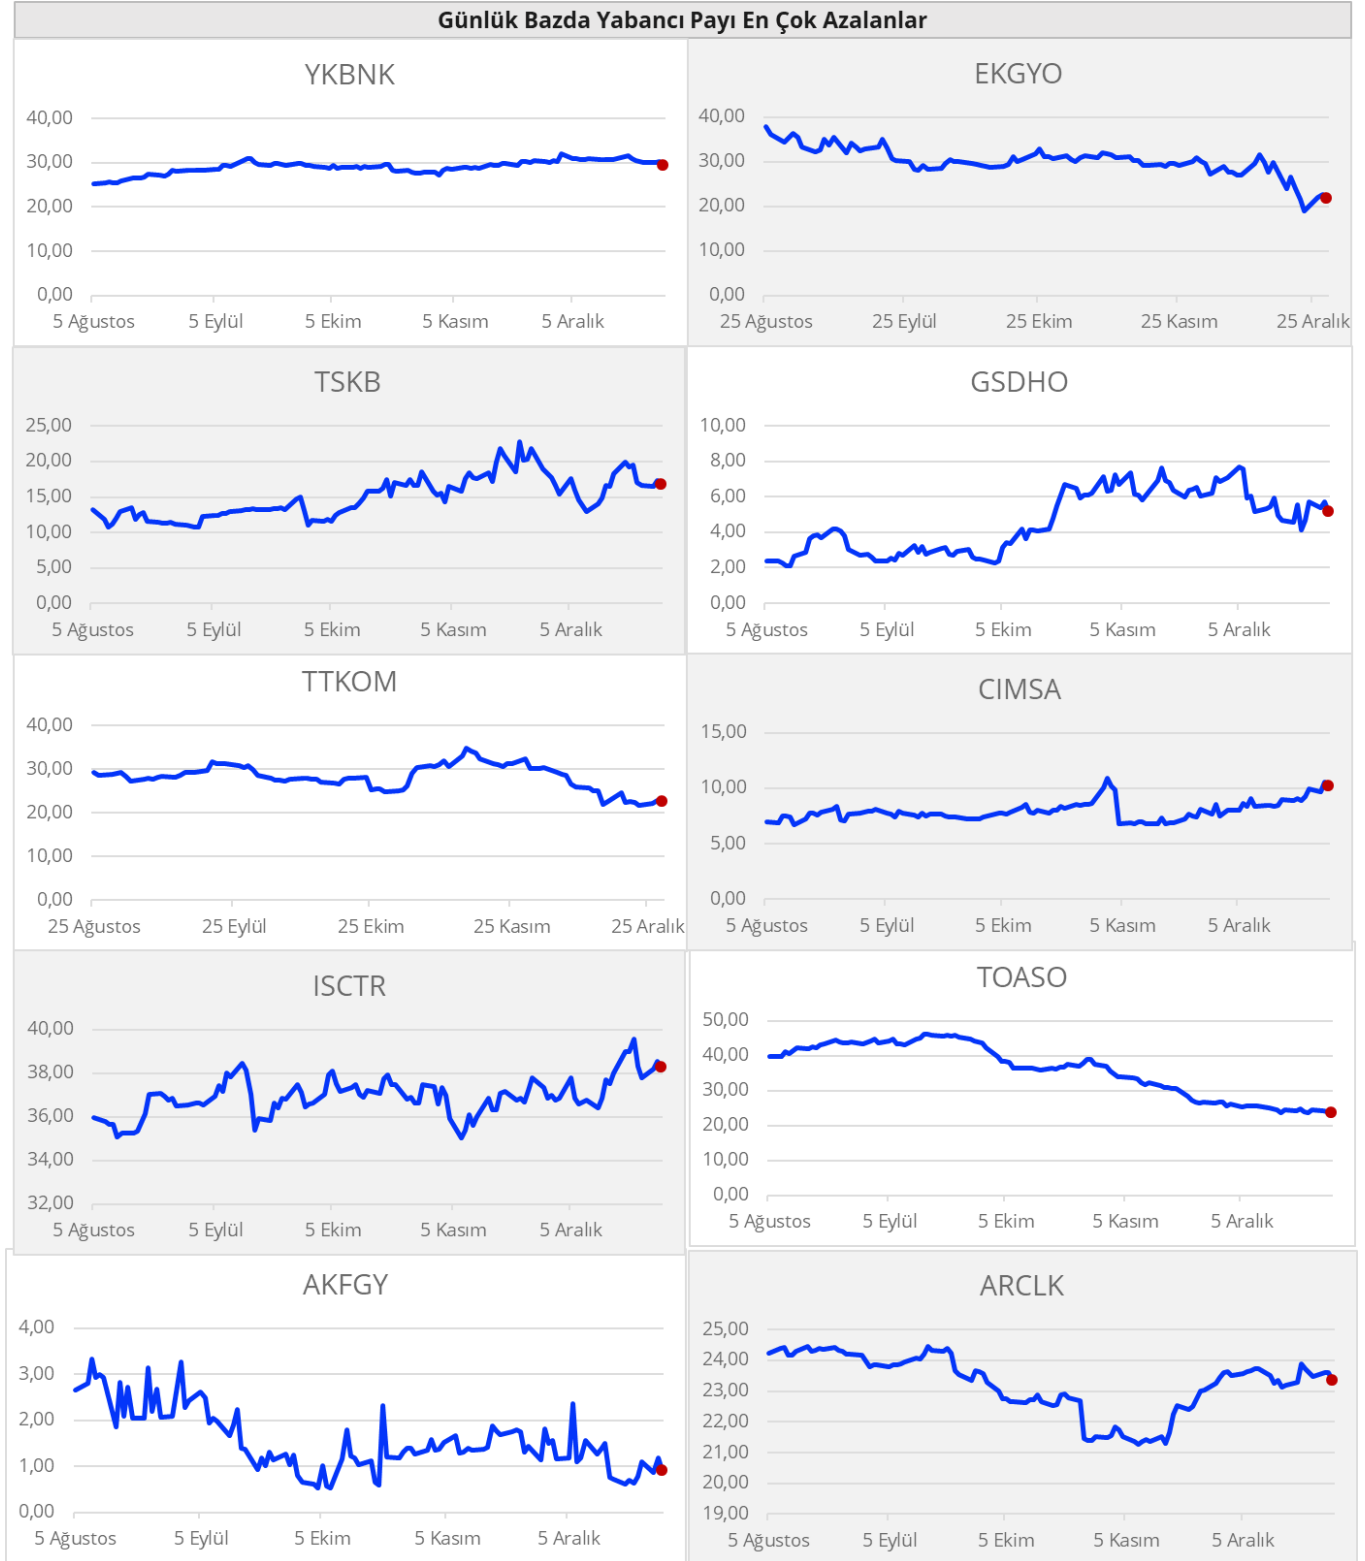 Günlük Bazda Yabancı Payı En Çok Azalanlar
YKBNK
40,00
30,00
20,00
10,00
0,00
5 Ağustos 5 Eylül 5 Ekim 5 Kasım 5 Aralık
EKGYO
40,00
30,00
20,00
10,00
0,00
25 Ağustos 25 Eylül 25 Ekim 25 Kasım 25 Aralık
TSKB
25,00
20,00
15,00
10,00
5,00
0,00
5 Ağustos 5 Eylül 5 Ekim 5 Kasım 5 Aralık
GSDHO
10,00
8,00
6,00
4,00
2,00
0,00
5 Ağustos 5 Eylül 5 Ekim 5 Kasım 5 Aralık
TTKOM
40,00
30,00
20,00
10,00
0,00
25 Ağustos 25 Eylül 25 Ekim 25 Kasım 25 Aralık
CIMSA
15,00
10,00
5,00
0,00
5 Ağustos 5 Eylül 5 Ekim 5 Kasım 5 Aralık
ISCTR
40,00
38,00
36,00
34,00
32,00
5 Ağustos 5 Eylül 5 Ekim 5 Kasım 5 Aralık
TOASO
50,00
40,00
30,00
20,00
10,00
0,00
5 Ağustos 5 Eylül 5 Ekim 5 Kasım 5 Aralık
AKFGY
4,00
3,00
2,00
1,00
0,00
5 Ağustos 5 Eylül 5 Ekim 5 Kasım 5 Aralık
ARCLK
25,00
24,00
23,00
22,00
21,00
20,00
19,00
5 Ağustos 5 Eylül 5 Ekim 5 Kasım 5 Aralık